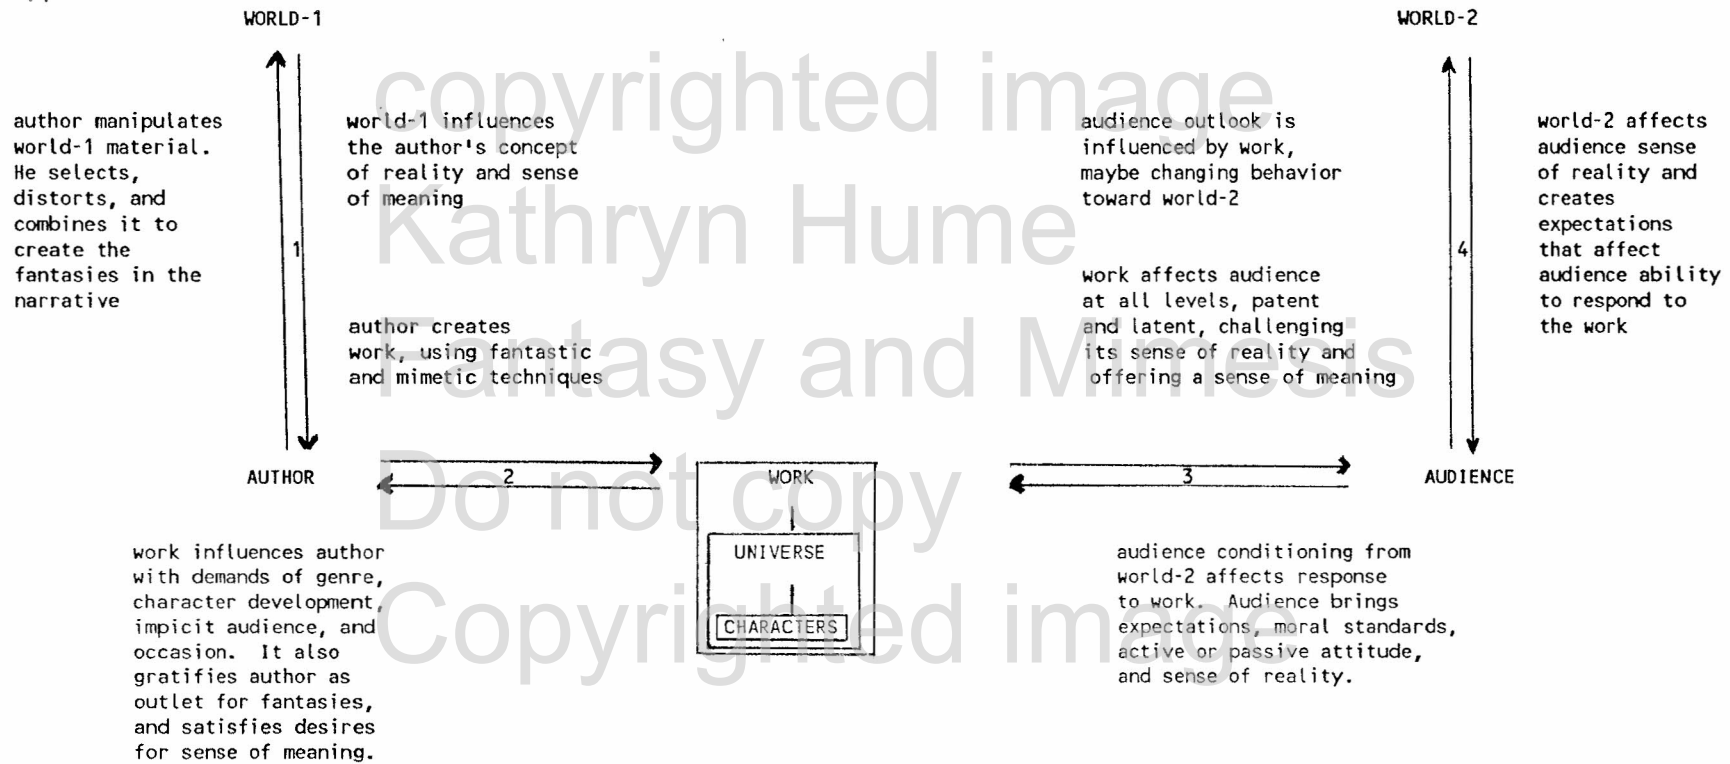 WORLD-1
WORLD-2
author manipulates
world-1 material.
He selects,
distorts, and
combines it to
create the
fantasies in the
narrative
1
world-1 influences
the author's concept
of reality and sense
of meaning
author creates
work, using fantastic
and mimetic techniques
audience outlook is
influenced by work,
maybe changing behavior
toward world-2
work affects audience
at all levels, patent
and latent, challenging
its sense of reality and
offering a sense of meaning
4
world-2 affects
audience sense
of reality and
creates
expectations
that affect
audience ability
to respond to
the work
AUTHOR
2
WORK
UNIVERSE
CHARACTERS
3
AUDIENCE
work influences author
with demands of genre,
character development,
impicit audience, and
occasion. It also
gratifies author as
outlet for fantasies,
and satisfies desires
for sense of meaning.
audience conditioning from
world-2 affects response
to work. Audience brings
expectations, moral standards,
active or passive attitude,
and sense of reality.
copyrighted image
Kathryn Hume
Fantasy and Mimesis
Do not copy
Copyrighted image